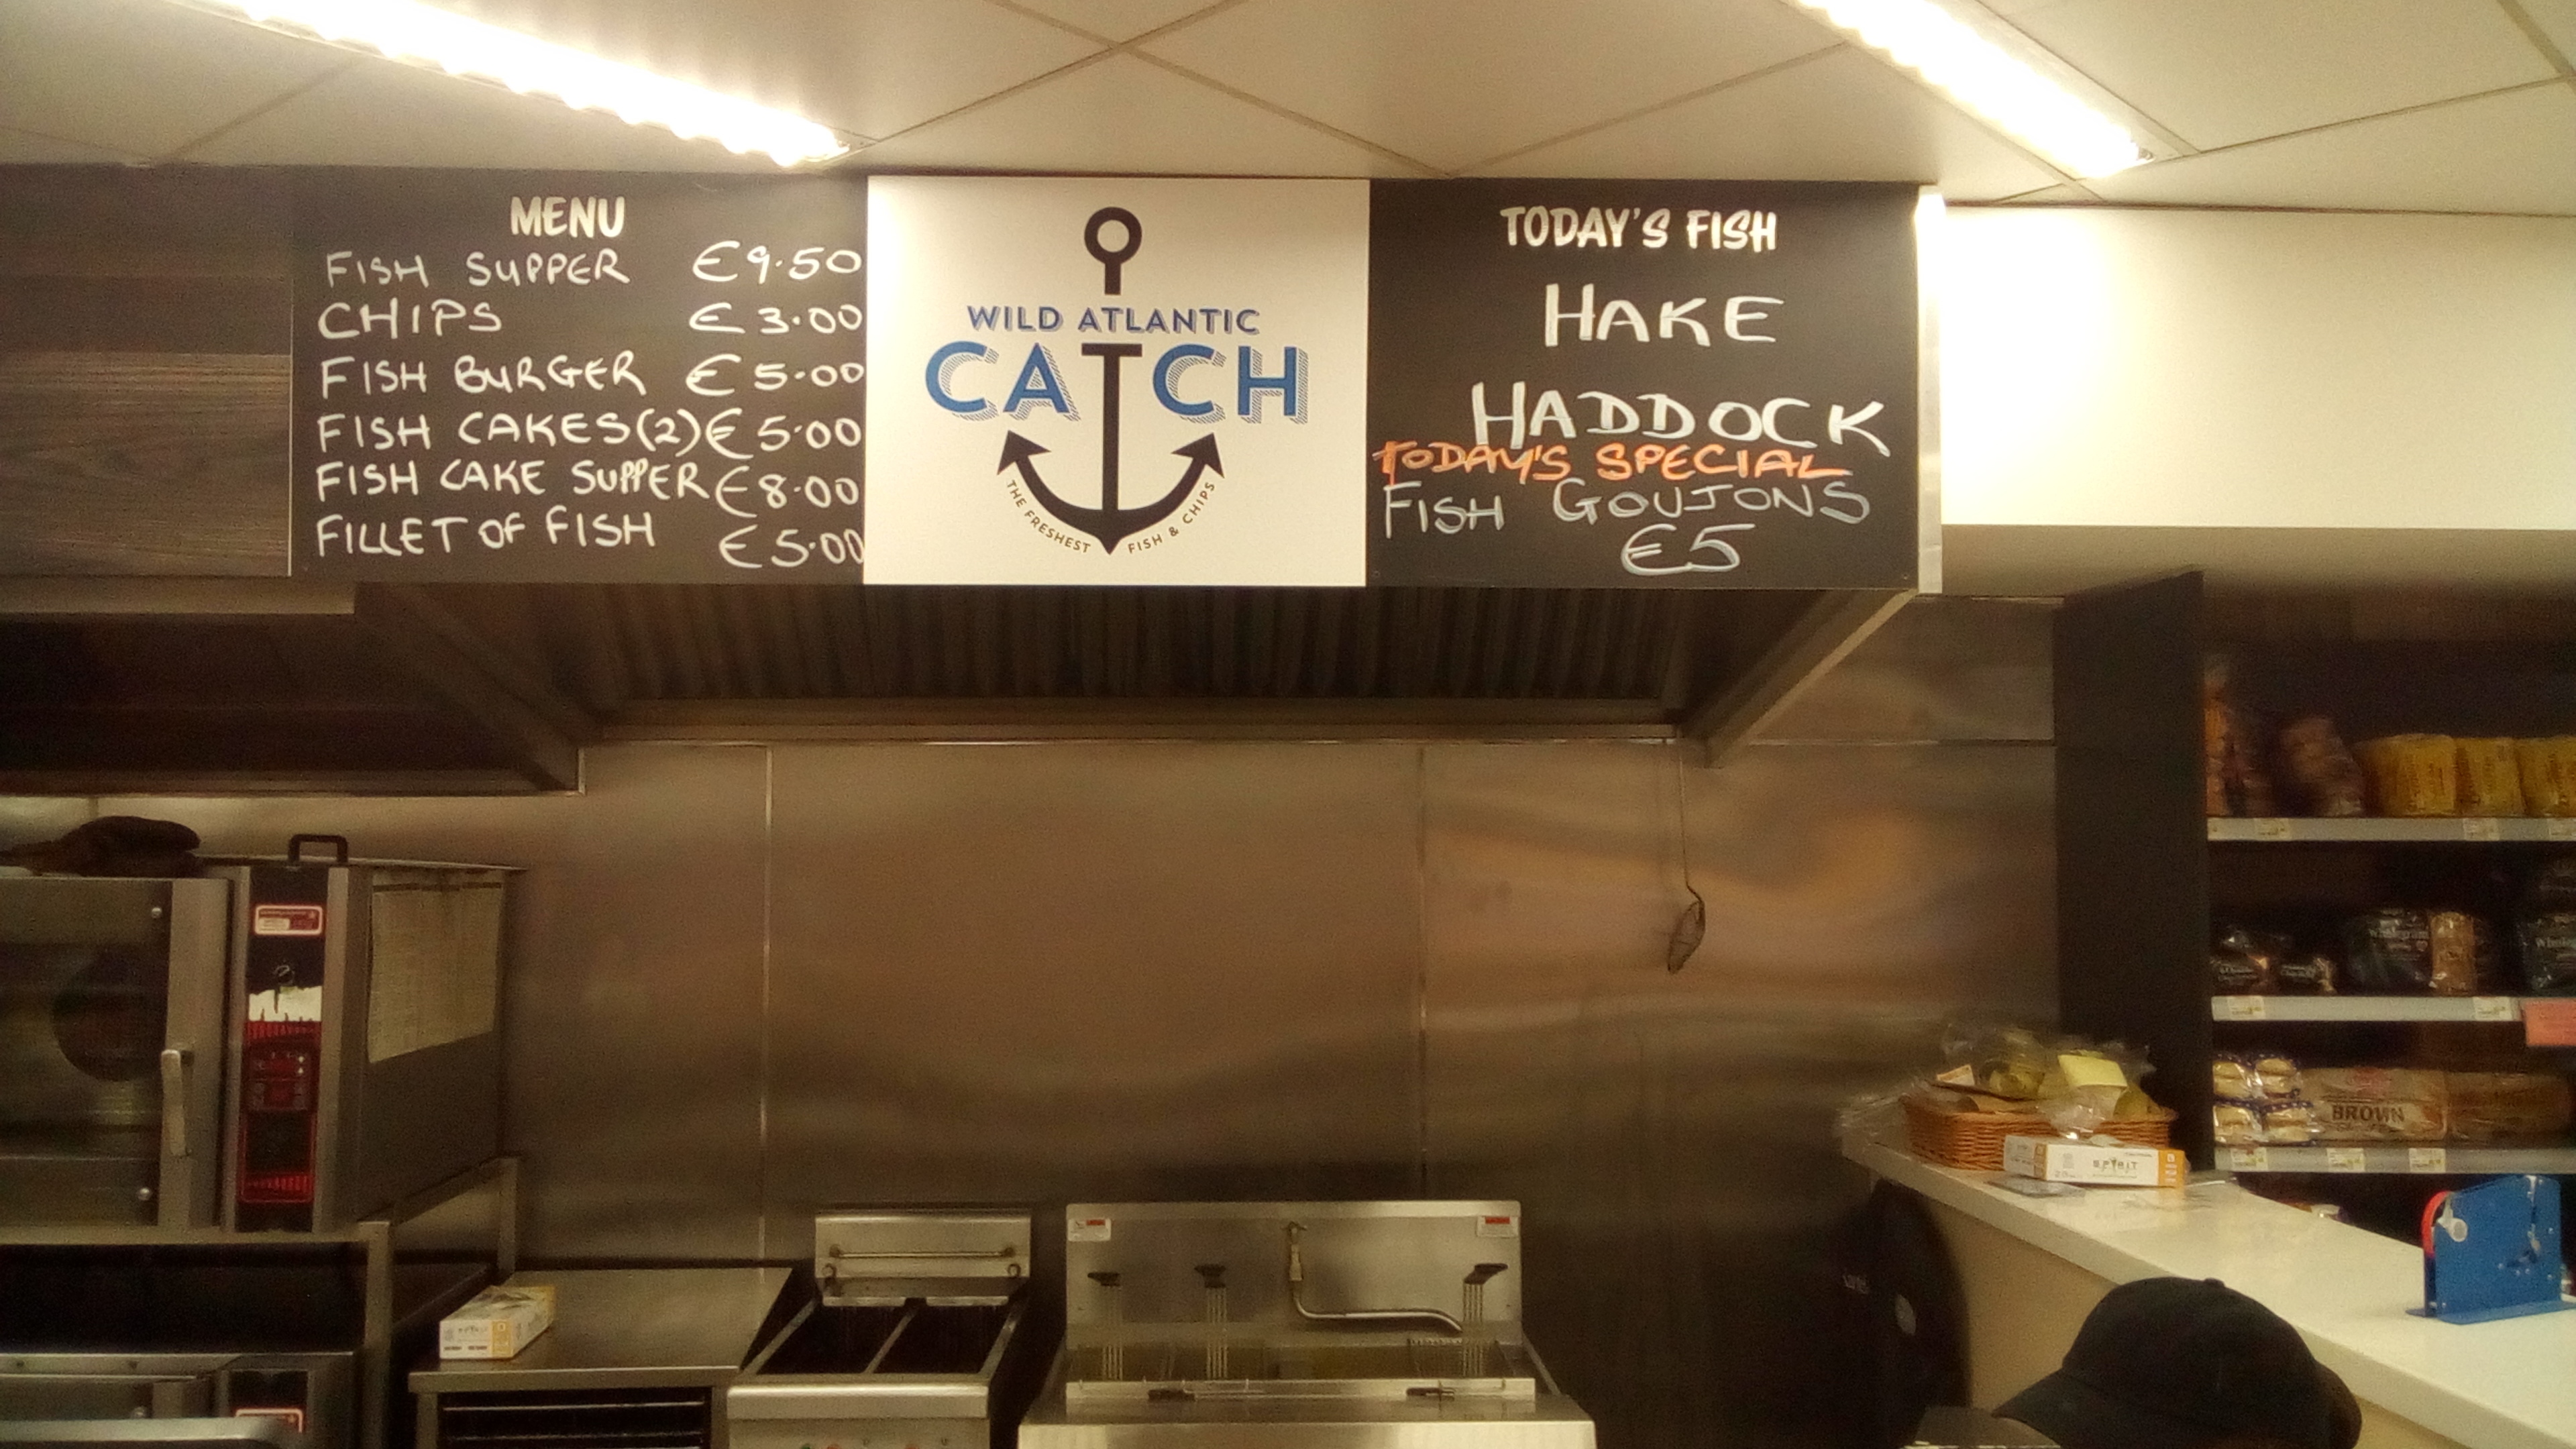 MENU
FISH SUPPER €9.50
CHIPS €3.00
FISH BURGER €5.00
FISH CAKES(2) €5.00
FISH CAKE SUPPER €8.00
FILLET OF FISH €5.00
WILD ATLANTIC
CATCH
THE FRESHEST FISH & CHIPS
TODAY'S FISH
HAKE
HADDOCK
TODAY'S SPECIAL
FISH GOUJONS
€5
BROWN
SPIRIT